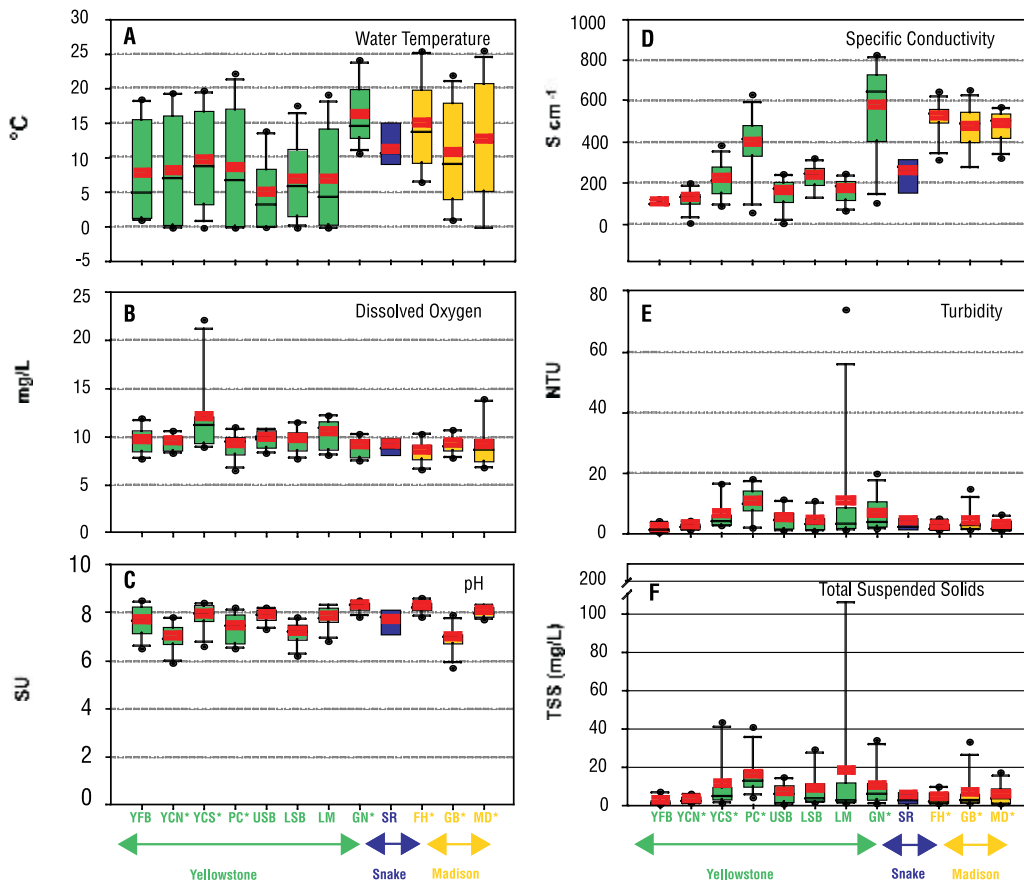 A Water Temperature
30
25
20
15
10
5
0
-5
°C
B Dissolved Oxygen
25
20
15
10
5
0
mg/L
C pH
10
8
6
4
2
0
SU
YFB YCN* YCS* PC* USB LSB LM GN* SR FH* GB* MD*
Yellowstone Snake Madison
D Specific Conductivity
1000
800
600
400
200
0
S cm⁻¹
E Turbidity
80
60
40
20
0
NTU
F Total Suspended Solids
200
100
80
60
40
20
0
TSS (mg/L)
YFB YCN* YCS* PC* USB LSB LM GN* SR FH* GB* MD*
Yellowstone Snake Madison